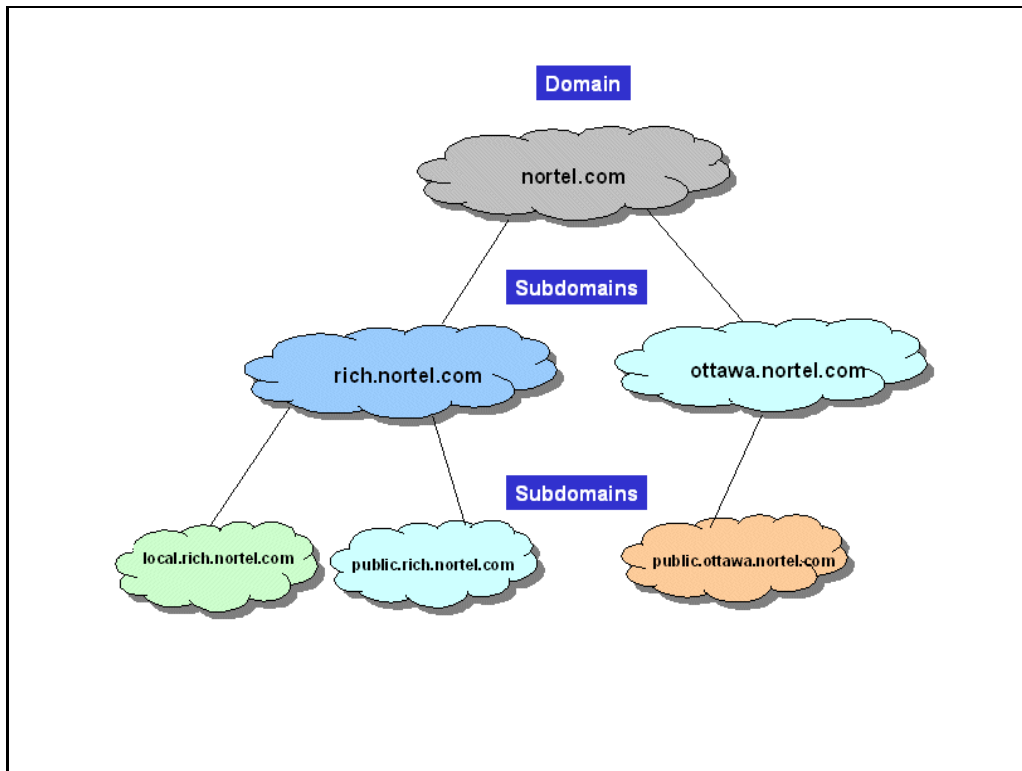 Domain
nortel.com
Subdomains
rich.nortel.com
ottawa.nortel.com
Subdomains
local.rich.nortel.com
public.rich.nortel.com
public.ottawa.nortel.com